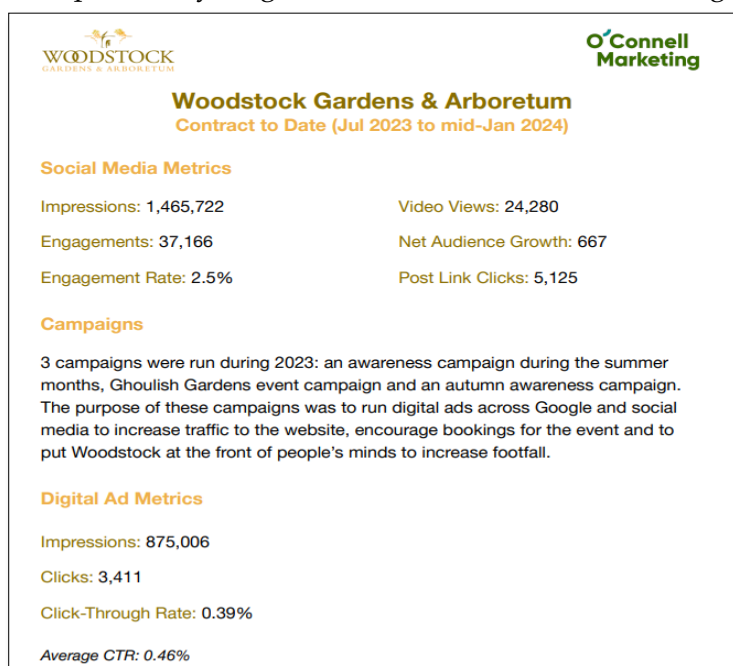 WOODSTOCK
GARDENS & ARBORETUM
O'Connell
Marketing
Woodstock Gardens & Arboretum
Contract to Date (Jul 2023 to mid-Jan 2024)
Social Media Metrics
Impressions: 1,465,722
Video Views: 24,280
Engagements: 37,166
Net Audience Growth: 667
Engagement Rate: 2.5%
Post Link Clicks: 5,125
Campaigns
3 campaigns were run during 2023: an awareness campaign during the summer
months, Ghoulish Gardens event campaign and an autumn awareness campaign.
The purpose of these campaigns was to run digital ads across Google and social
media to increase traffic to the website, encourage bookings for the event and to
put Woodstock at the front of people's minds to increase footfall.
Digital Ad Metrics
Impressions: 875,006
Clicks: 3,411
Click-Through Rate: 0.39%
Average CTR: 0.46%